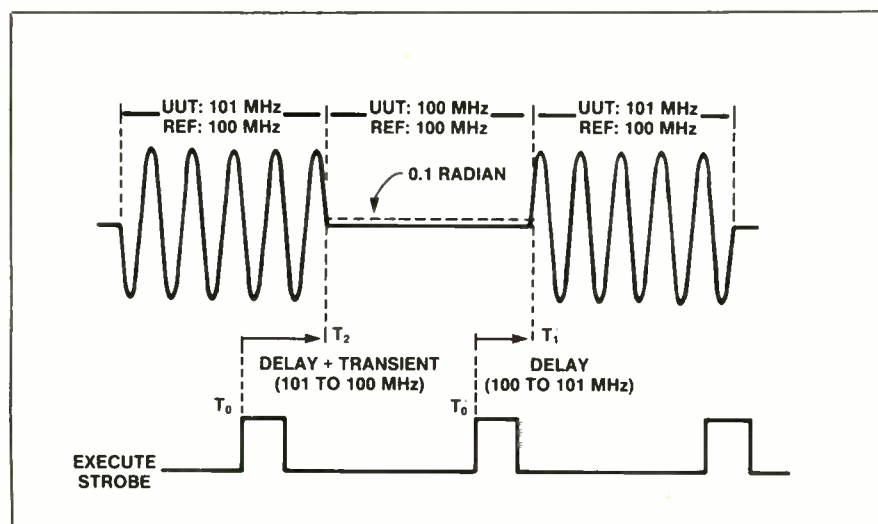 UUT: 101 MHz
REF: 100 MHz
UUT: 100 MHz
REF: 100 MHz
UUT: 101 MHz
REF: 100 MHz
0.1 RADIAN
T2
T1
DELAY + TRANSIENT
(101 TO 100 MHz)
DELAY
(100 TO 101 MHz)
T0
T0
EXECUTE
STROBE